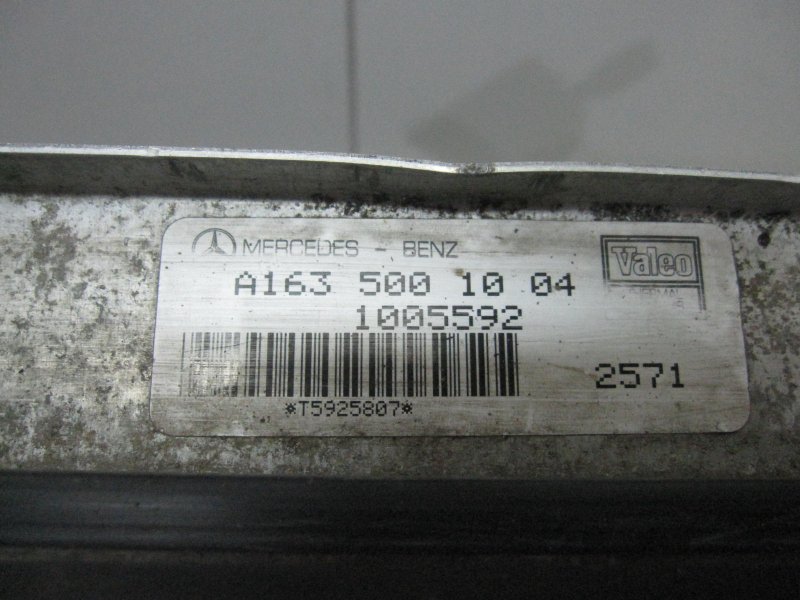 MERCEDES - BENZ
Valeo
A163 500 10 04
1005592
2571
*T5925807*